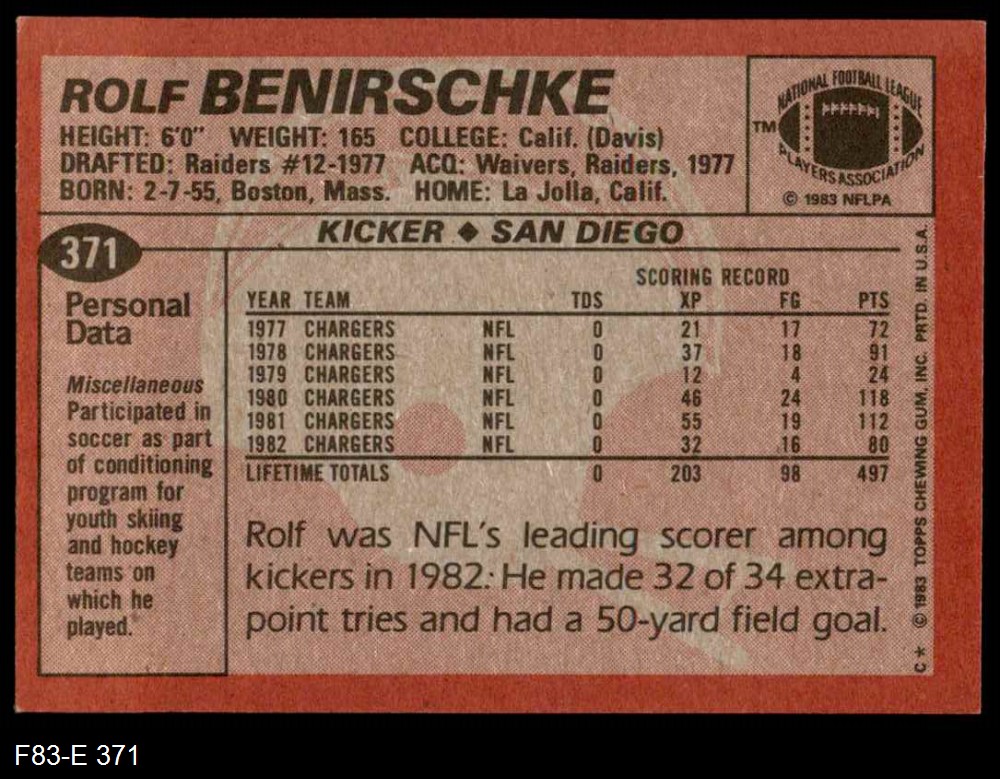 ROLF BENIRSCHKE
HEIGHT: 6'0" WEIGHT: 165 COLLEGE: Calif. (Davis)
DRAFTED: Raiders #12-1977 ACQ: Waivers, Raiders, 1977
BORN: 2-7-55, Boston, Mass. HOME: La Jolla, Calif.
NATIONAL FOOTBALL LEAGUE
TM
PLAYERS ASSOCIATION
© 1983 NFLPA
371
KICKER ◆ SAN DIEGO
Personal
Data
Miscellaneous
Participated in
soccer as part
of conditioning
program for
youth skiing
and hockey
teams on
which he
played.
SCORING RECORD
YEAR TEAM TDS XP FG PTS
1977 CHARGERS NFL 0 21 17 72
1978 CHARGERS NFL 0 37 18 91
1979 CHARGERS NFL 0 12 4 24
1980 CHARGERS NFL 0 46 24 118
1981 CHARGERS NFL 0 55 19 112
1982 CHARGERS NFL 0 32 16 80
LIFETIME TOTALS 0 203 98 497
Rolf was NFL's leading scorer among
kickers in 1982. He made 32 of 34 extra-
point tries and had a 50-yard field goal.
C * © 1983 TOPPS CHEWING GUM, INC. PRTD. IN U.S.A.
F83-E 371